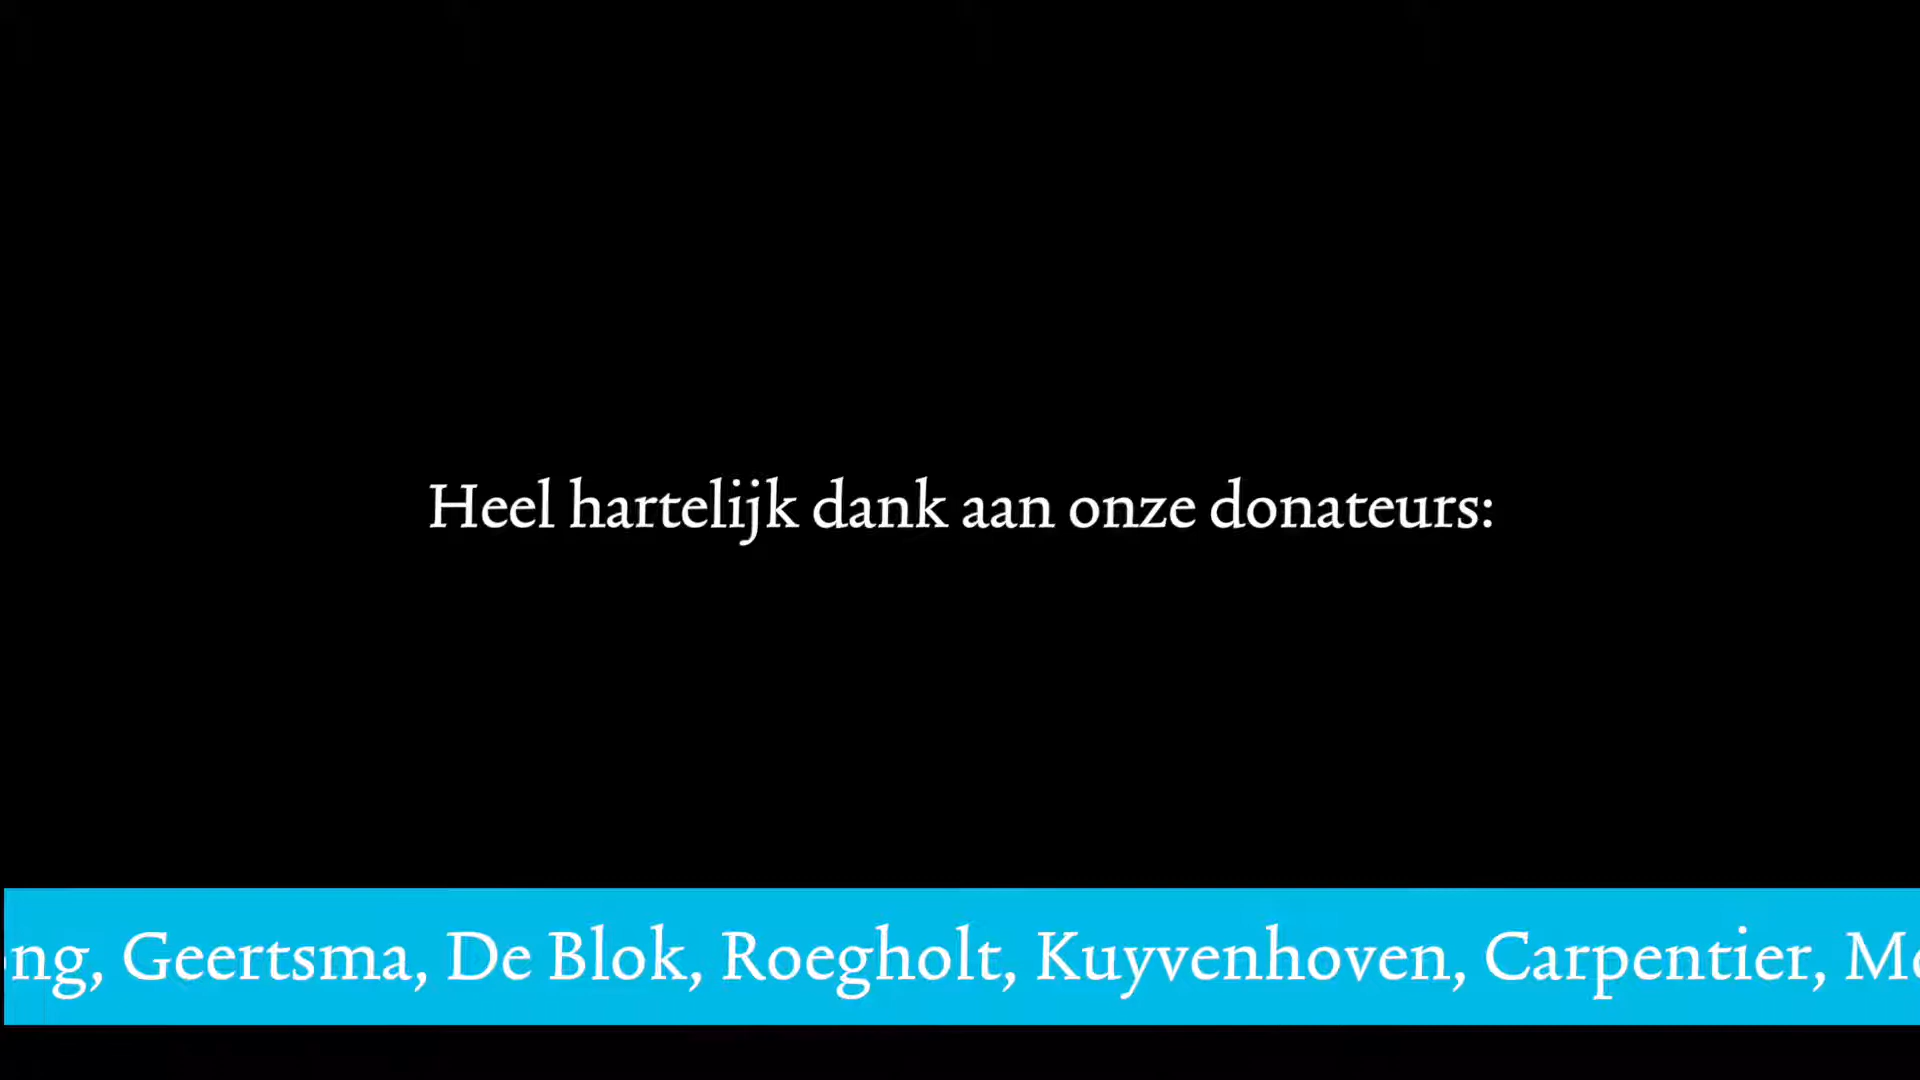 Heel hartelijk dank aan onze donateurs:
Geertsma, De Blok, Roegholt, Kuyvenhoven, Carpentier,